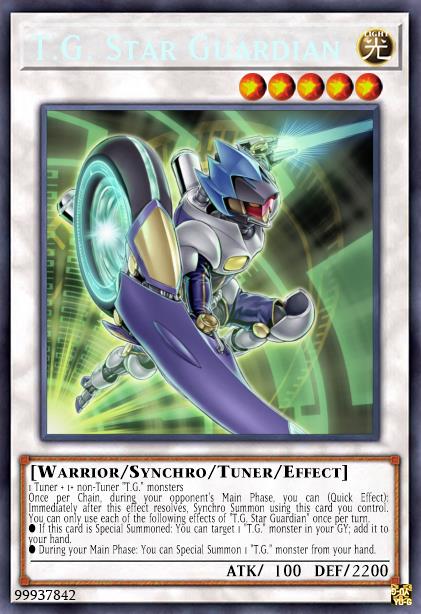 T.G. Star Guardian
LIGHT
光
[Warrior/Synchro/Tuner/Effect]
1 Tuner + 1+ non-Tuner "T.G." monsters
Once per Chain, during your opponent's Main Phase, you can (Quick Effect):
Immediately after this effect resolves, Synchro Summon using this card you control.
You can only use each of the following effects of "T.G. Star Guardian" once per turn.
● If this card is Special Summoned: You can target 1 "T.G." monster in your GY; add it to
your hand.
● During your Main Phase: You can Special Summon 1 "T.G." monster from your hand.
ATK/ 100 DEF/2200
99937842